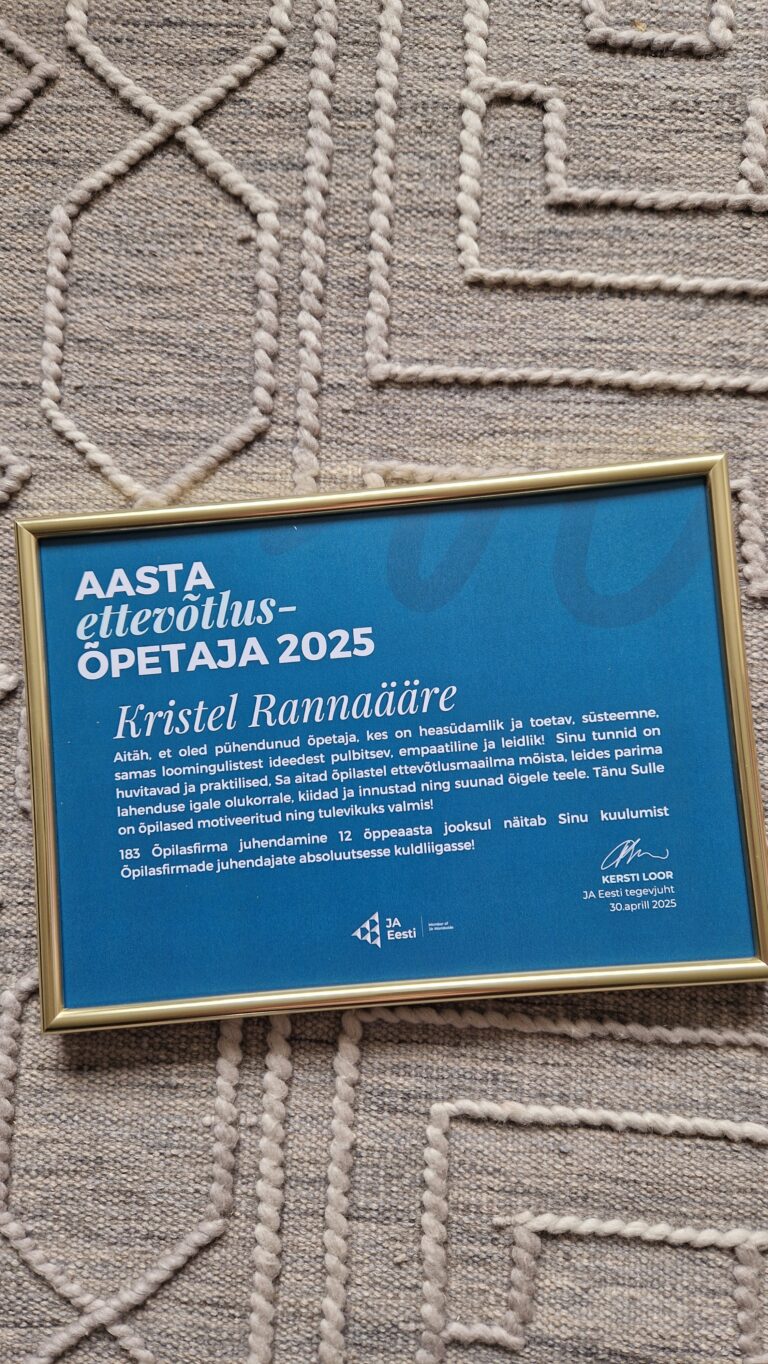 AASTA
ettevõtlus-
ÕPETAJA 2025
Kristel Rannaääre
Aitäh, et oled pühendunud õpetaja, kes on heasüdamlik ja toetav, süsteemne,
samas loomingulistest ideedest pulbitsev, empaatiline ja leidlik! Sinu tunnid on
huvitavad ja praktilised, Sa aitad õpilastel ettevõtlusmaailma mõista, leides parima
lahenduse igale olukorrale, kiidad ja innustad ning suunad õigele teele. Tänu Sulle
on õpilased motiveeritud ning tulevikuks valmis!
183 Õpilasfirma juhendamine 12 õppeaasta jooksul näitab Sinu kuulumist
Õpilasfirmade juhendajate absoluutsesse kuldliigasse!
KERSTI LOOR
JA Eesti tegevjuht
30.aprill 2025
JA
Eesti
Member of
JA Worldwide